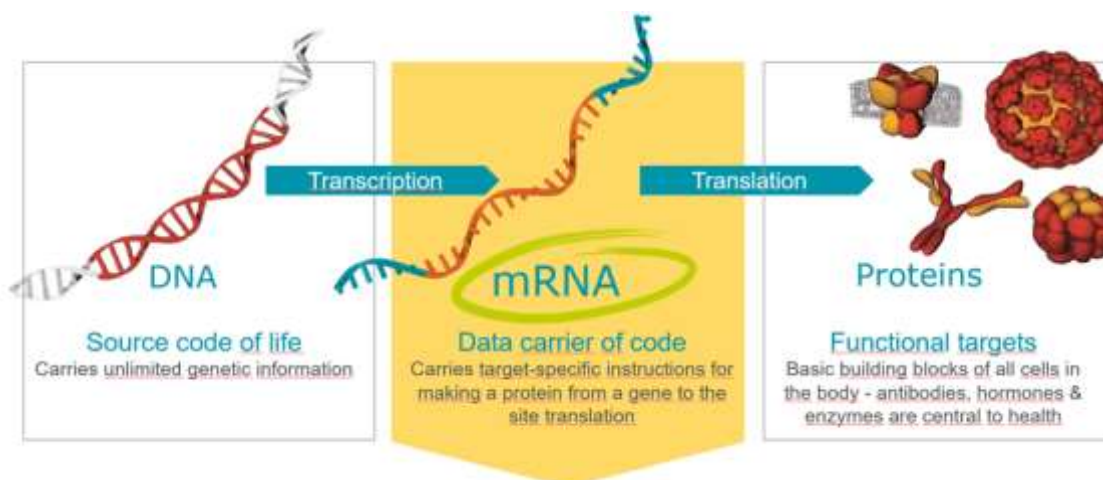 Transcription
Translation
DNA
mRNA
Proteins
Source code of life
Carries unlimited genetic information
Data carrier of code
Carries target-specific instructions for
making a protein from a gene to the
site translation
Functional targets
Basic building blocks of all cells in
the body - antibodies, hormones &
enzymes are central to health